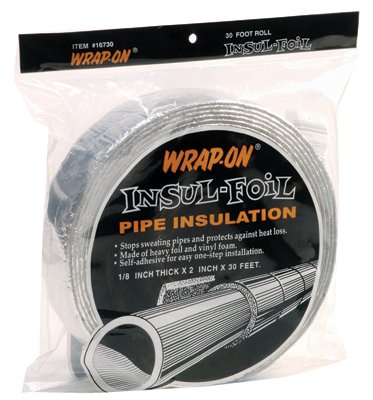 ITEM #16730
WRAP-ON®
30 FOOT ROLL
INSUL-FOIL
WRAP-ON®
INSUL-FOIL
PIPE INSULATION
• Stops sweating pipes and protects against heat loss.
• Made of heavy foil and vinyl foam.
• Self-adhesive for easy one-step installation.
1/8 INCH THICK X 2 INCH X 30 FEET.